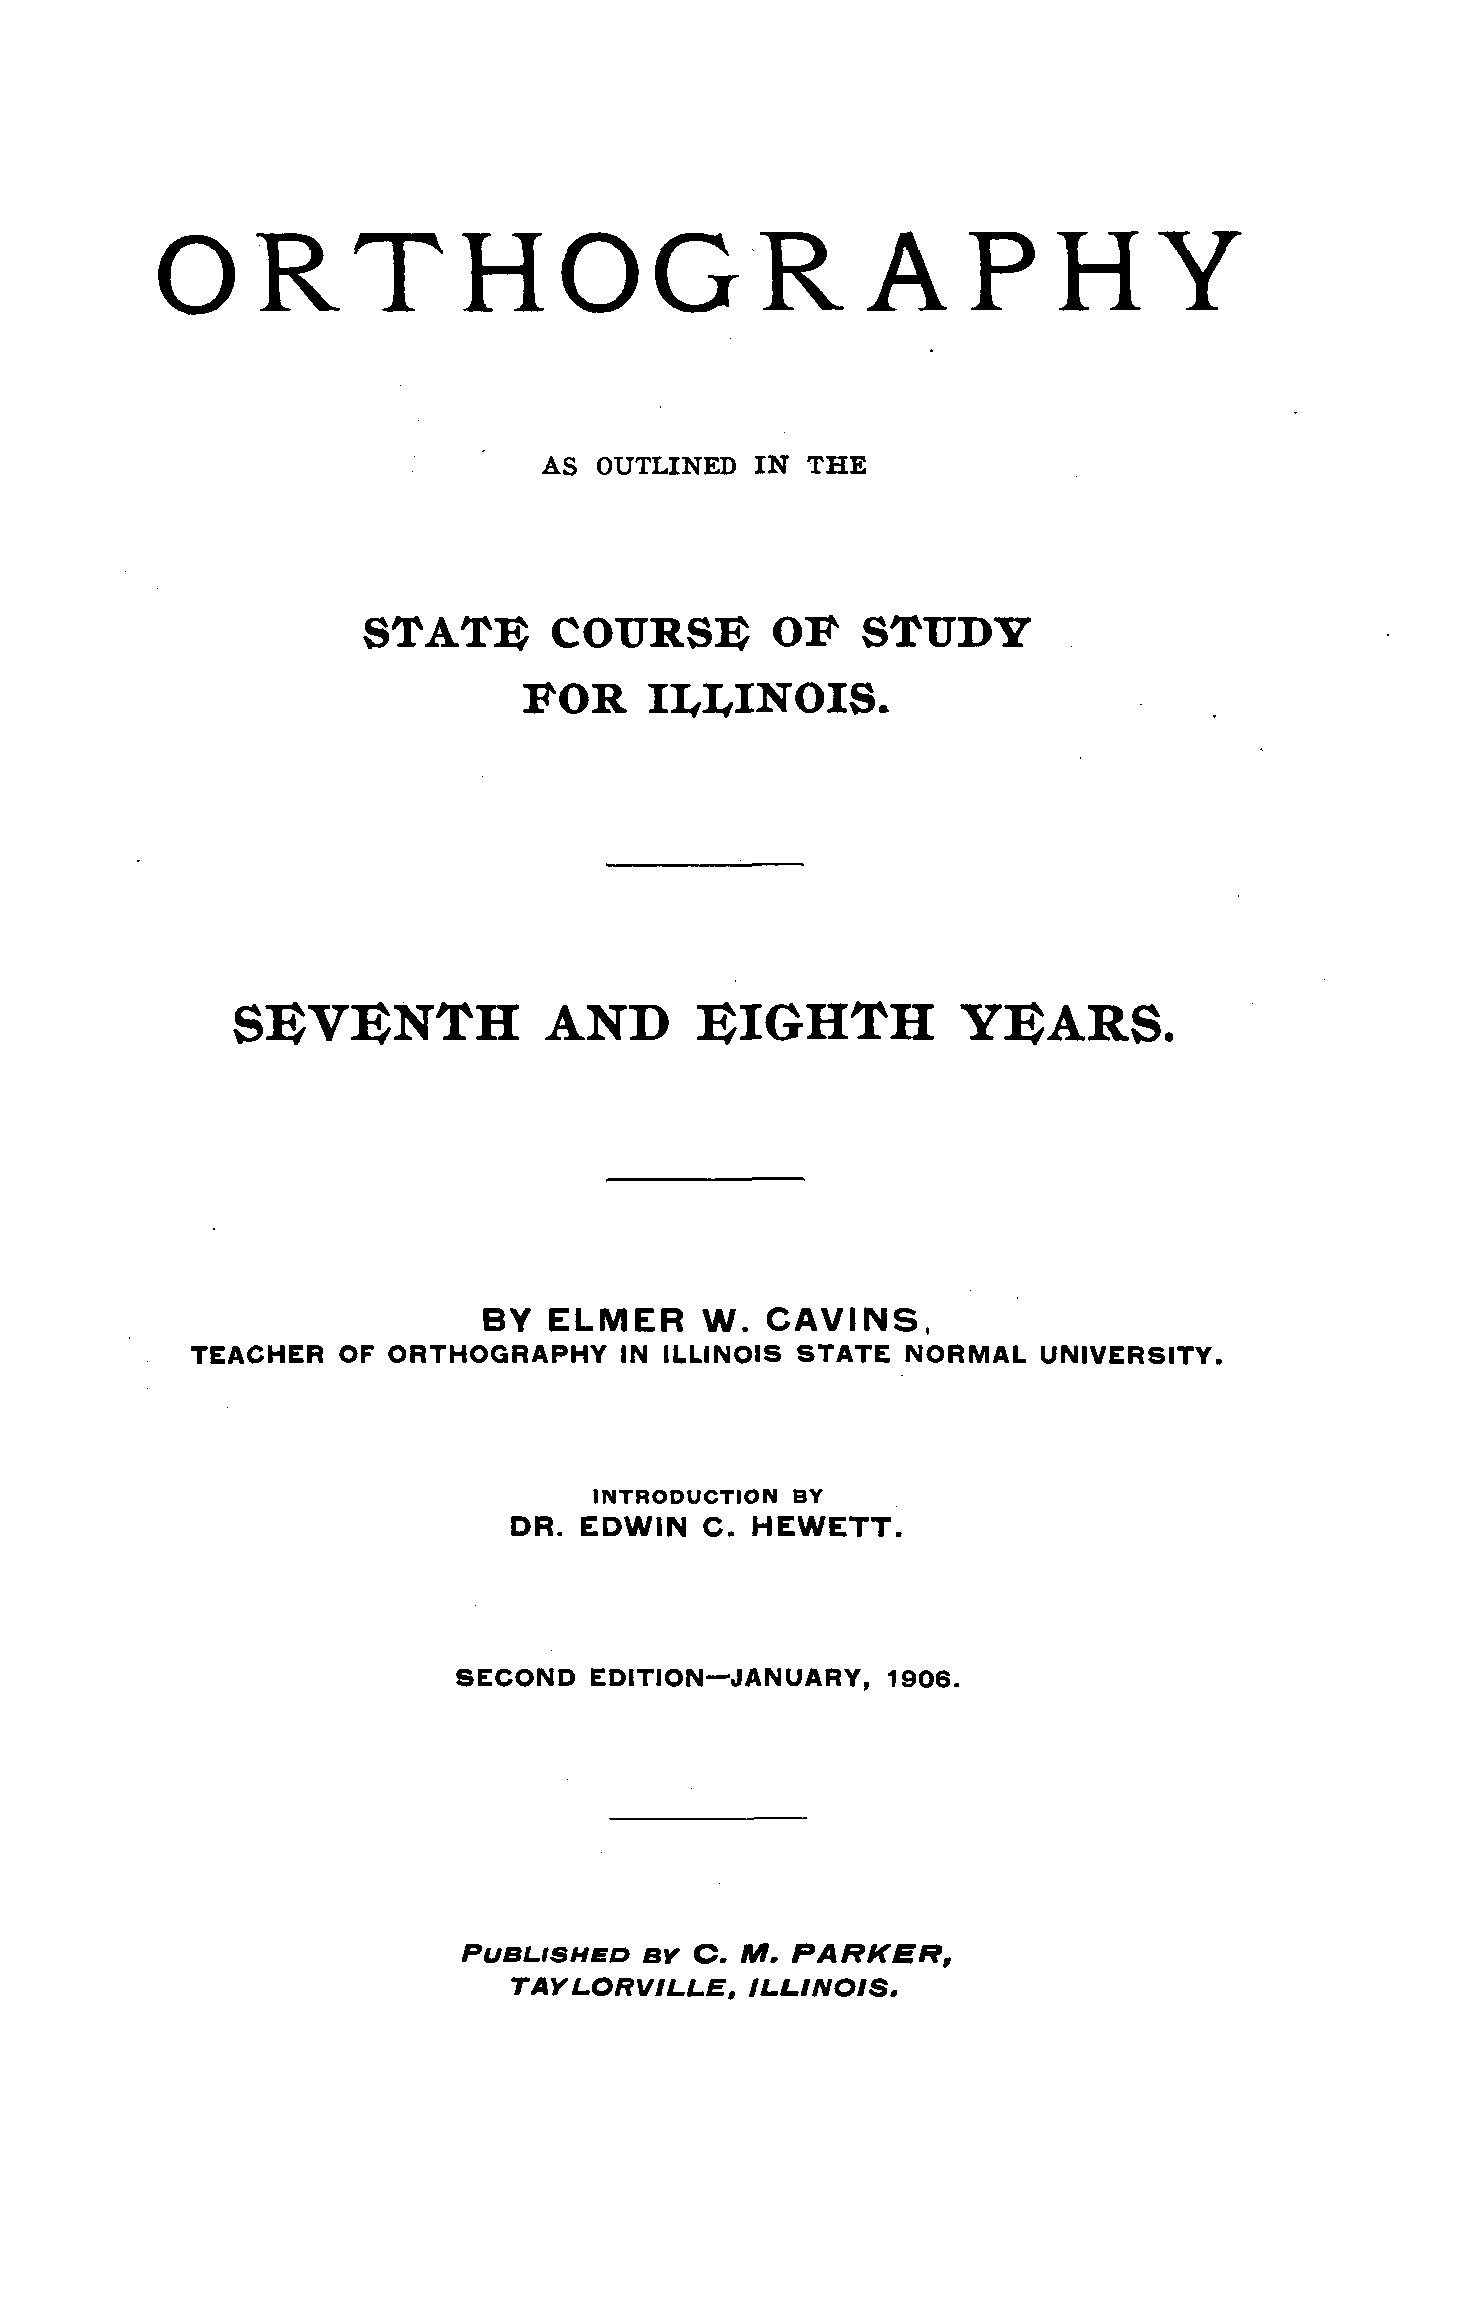 ORTHOGRAPHY
AS OUTLINED IN THE
STATE COURSE OF STUDY
FOR ILLINOIS.
SEVENTH AND EIGHTH YEARS.
BY ELMER W. CAVINS,
TEACHER OF ORTHOGRAPHY IN ILLINOIS STATE NORMAL UNIVERSITY.
INTRODUCTION BY
DR. EDWIN C. HEWETT.
SECOND EDITION—JANUARY, 1906.
PUBLISHED BY C. M. PARKER,
TAYLORVILLE, ILLINOIS.